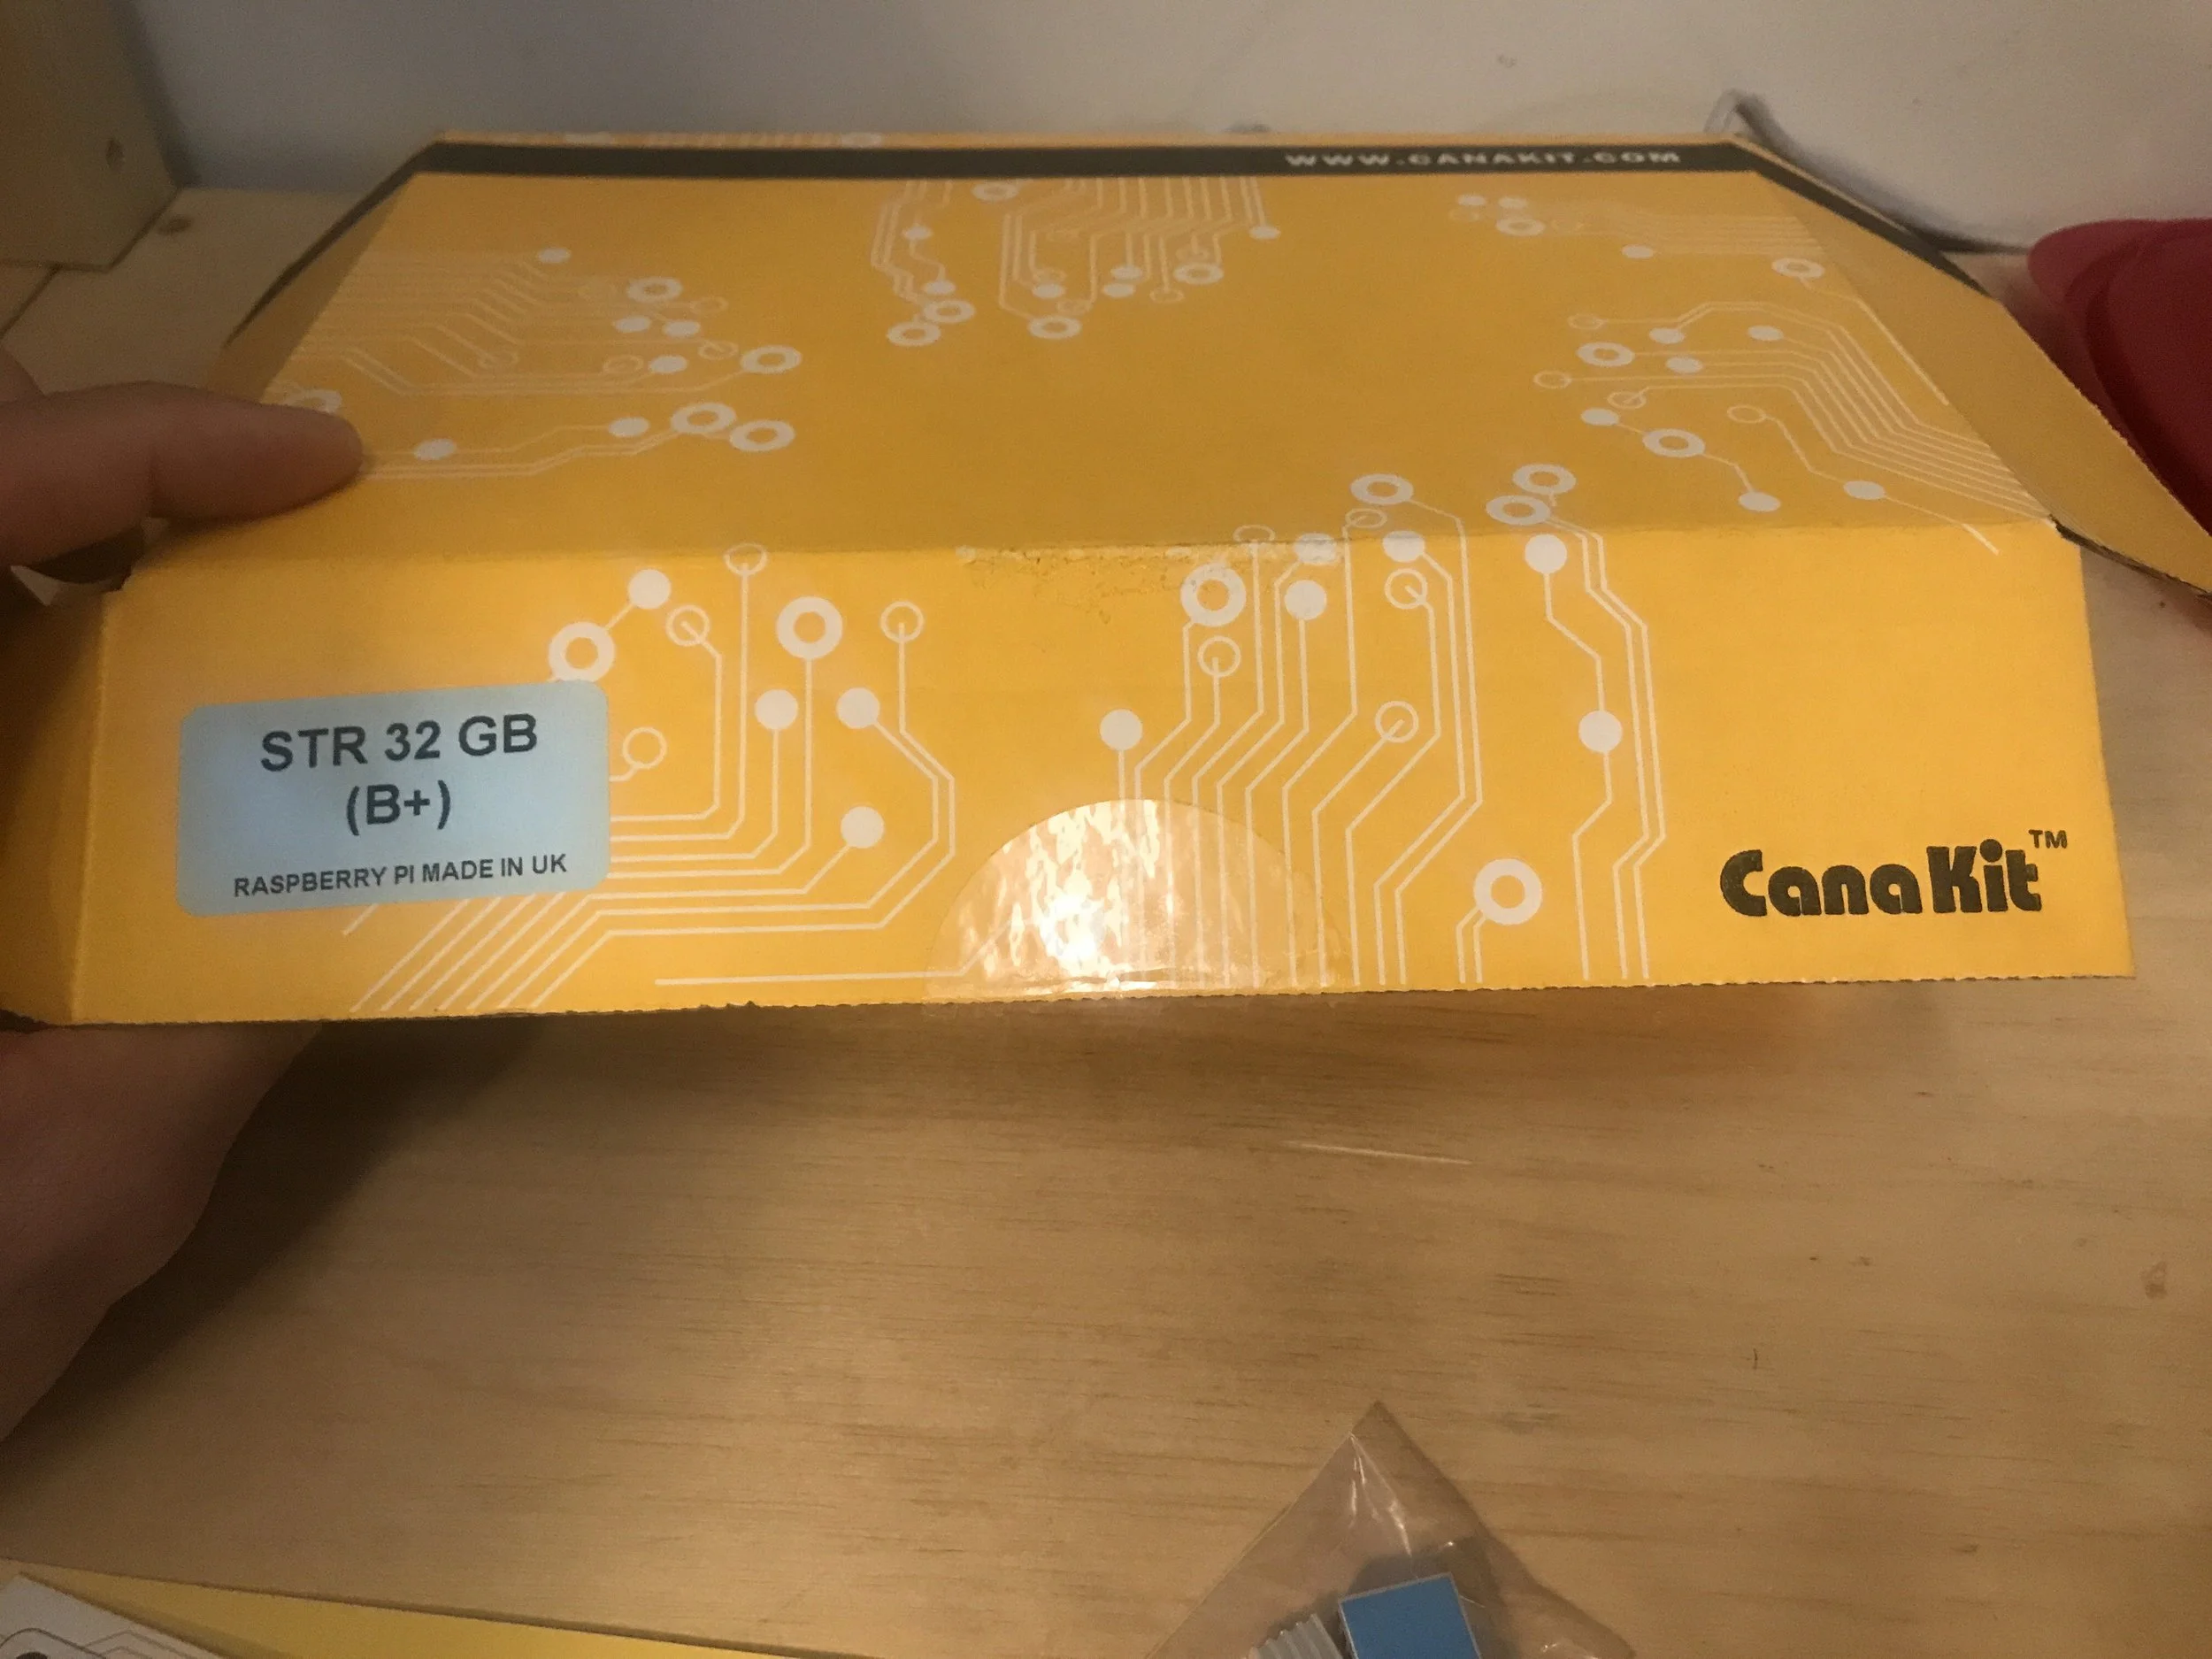 WWW.CANAKIT.COM
STR 32 GB
(B+)
RASPBERRY PI MADE IN UK
CanaKit™